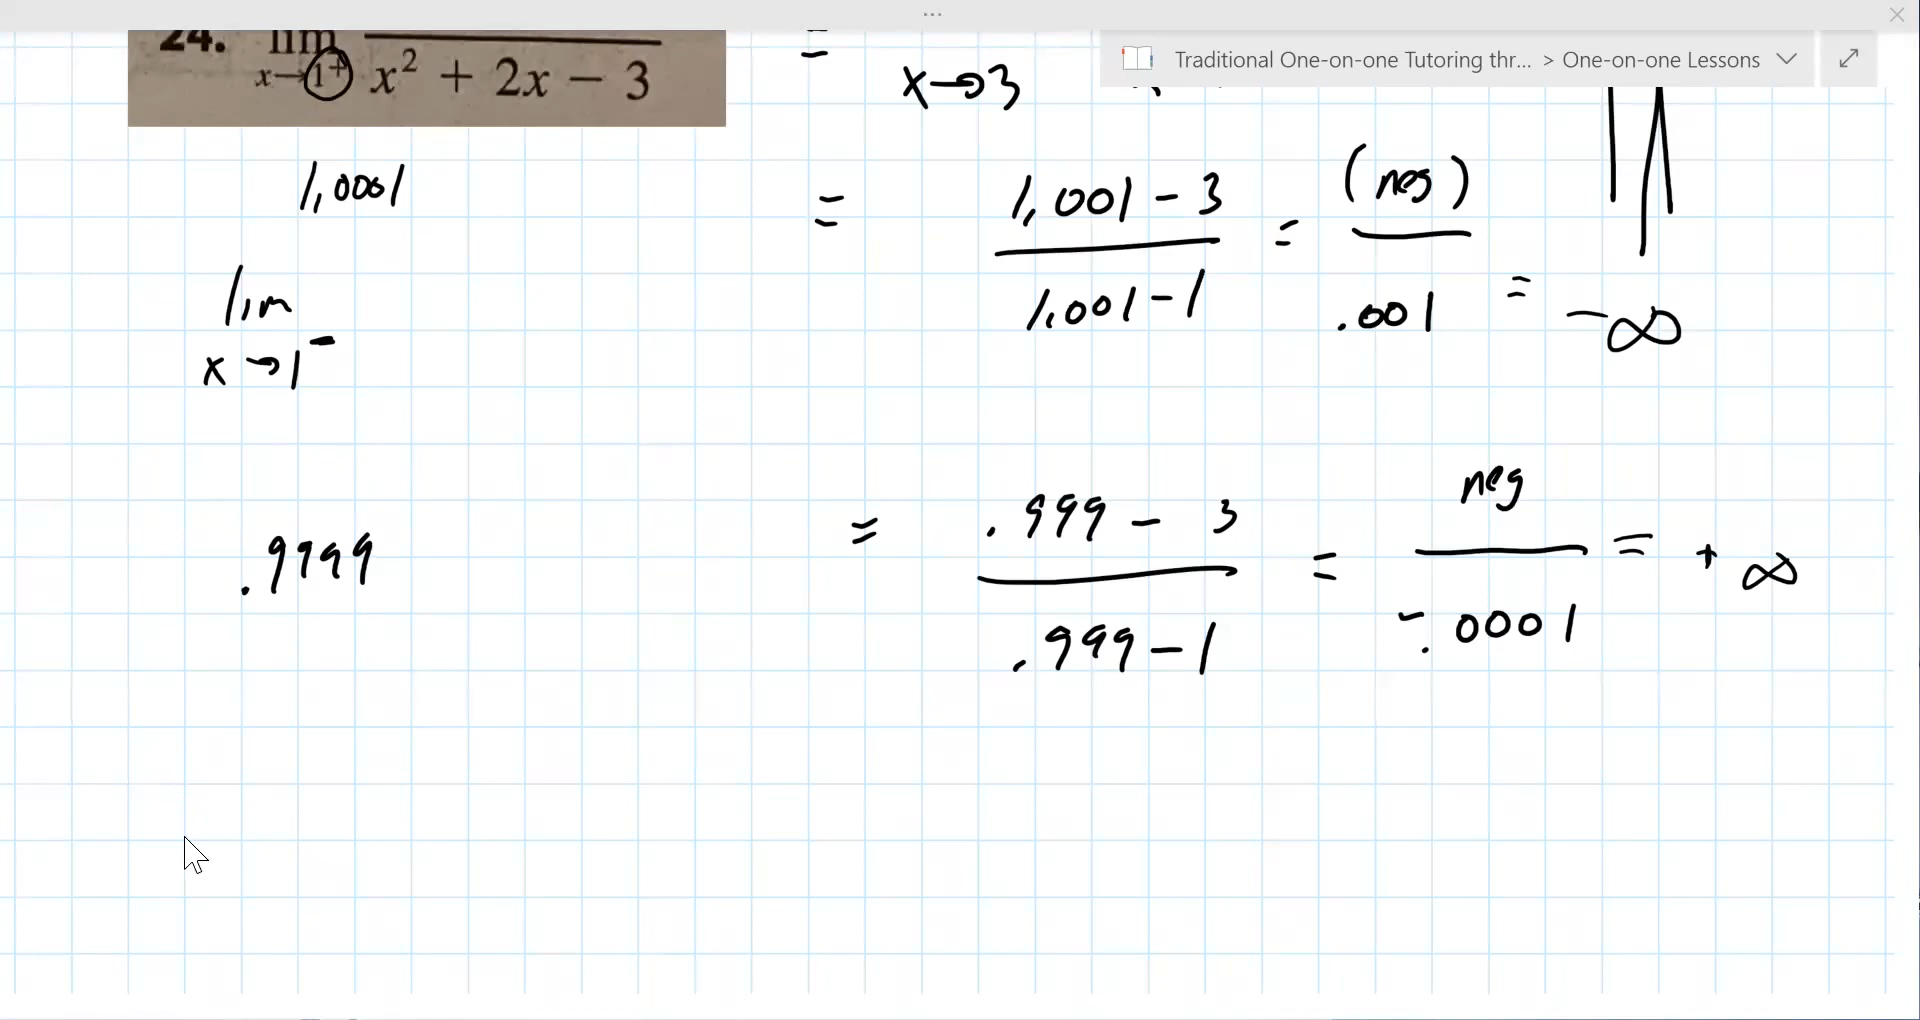 Traditional One-on-one Tutoring thr... > One-on-one Lessons
24. lim
x→1⁺ x² + 2x − 3
=
x→3
1,0001
= 1,001 − 3 = (neg)
1,001 − 1 .001 = −∞
lim
x→1⁻
.9999
= .999 − 3 = neg = + ∞
.999 − 1 −.0001